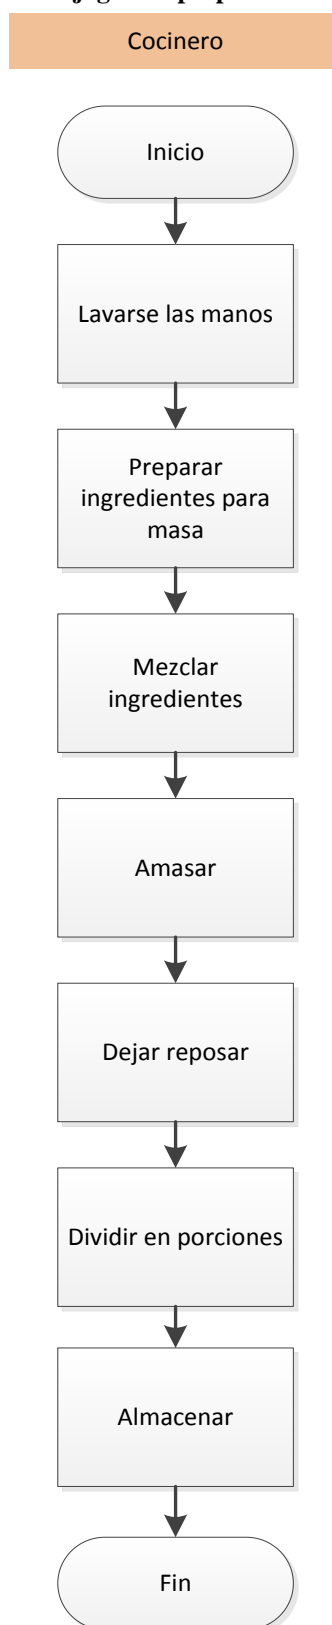 Cocinero
Inicio
Lavarse las manos
Preparar
ingredientes para
masa
Mezclar
ingredientes
Amasar
Dejar reposar
Dividir en porciones
Almacenar
Fin